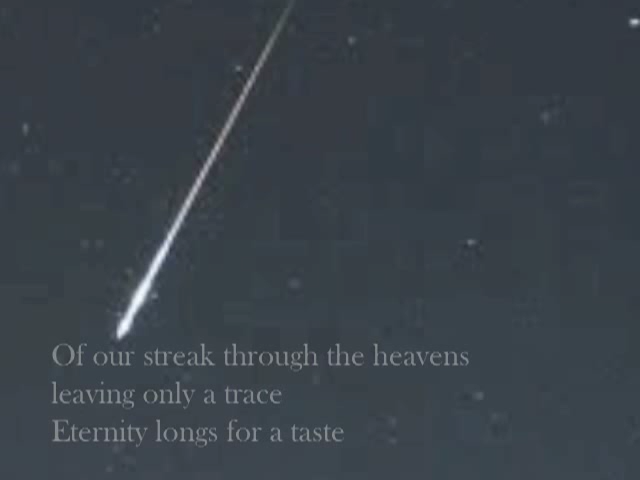 Of our streak through the heavens
leaving only a trace
Eternity longs for a taste